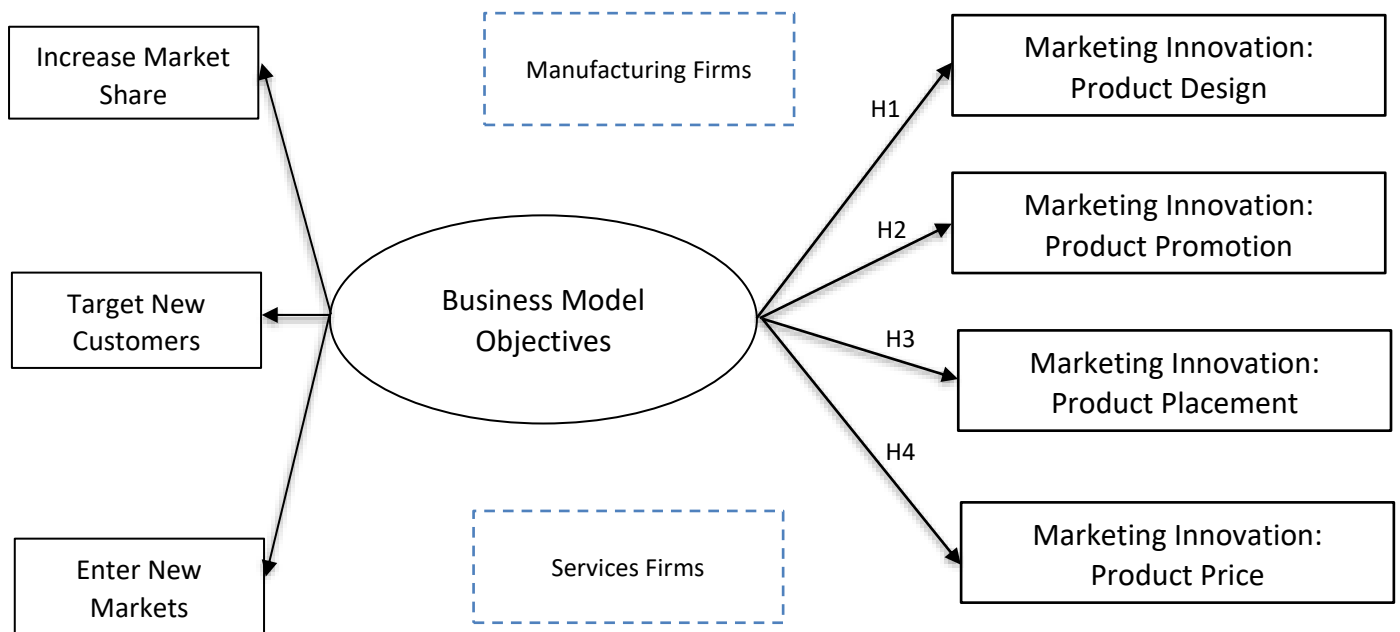 Increase Market
Share
Target New
Customers
Enter New
Markets
Manufacturing Firms
Business Model
Objectives
Services Firms
H1
H2
H3
H4
Marketing Innovation:
Product Design
Marketing Innovation:
Product Promotion
Marketing Innovation:
Product Placement
Marketing Innovation:
Product Price